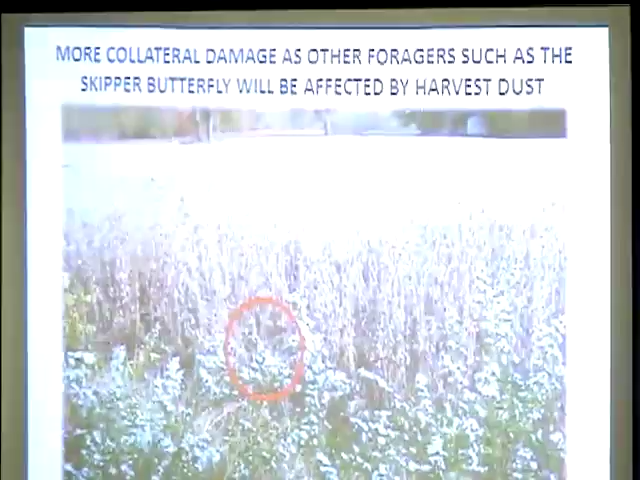 MORE COLLATERAL DAMAGE AS OTHER FORAGERS SUCH AS THE
SKIPPER BUTTERFLY WILL BE AFFECTED BY HARVEST DUST